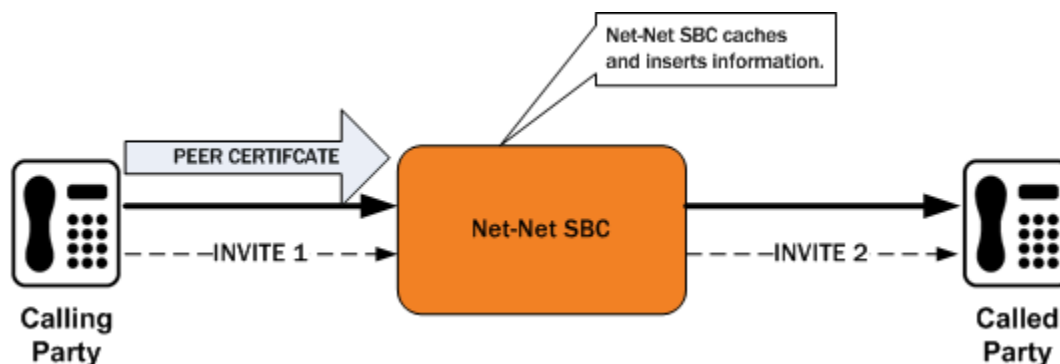 Net-Net SBC caches
and inserts information.
PEER CERTIFCATE
Net-Net SBC
INVITE 1
INVITE 2
Calling
Party
Called
Party